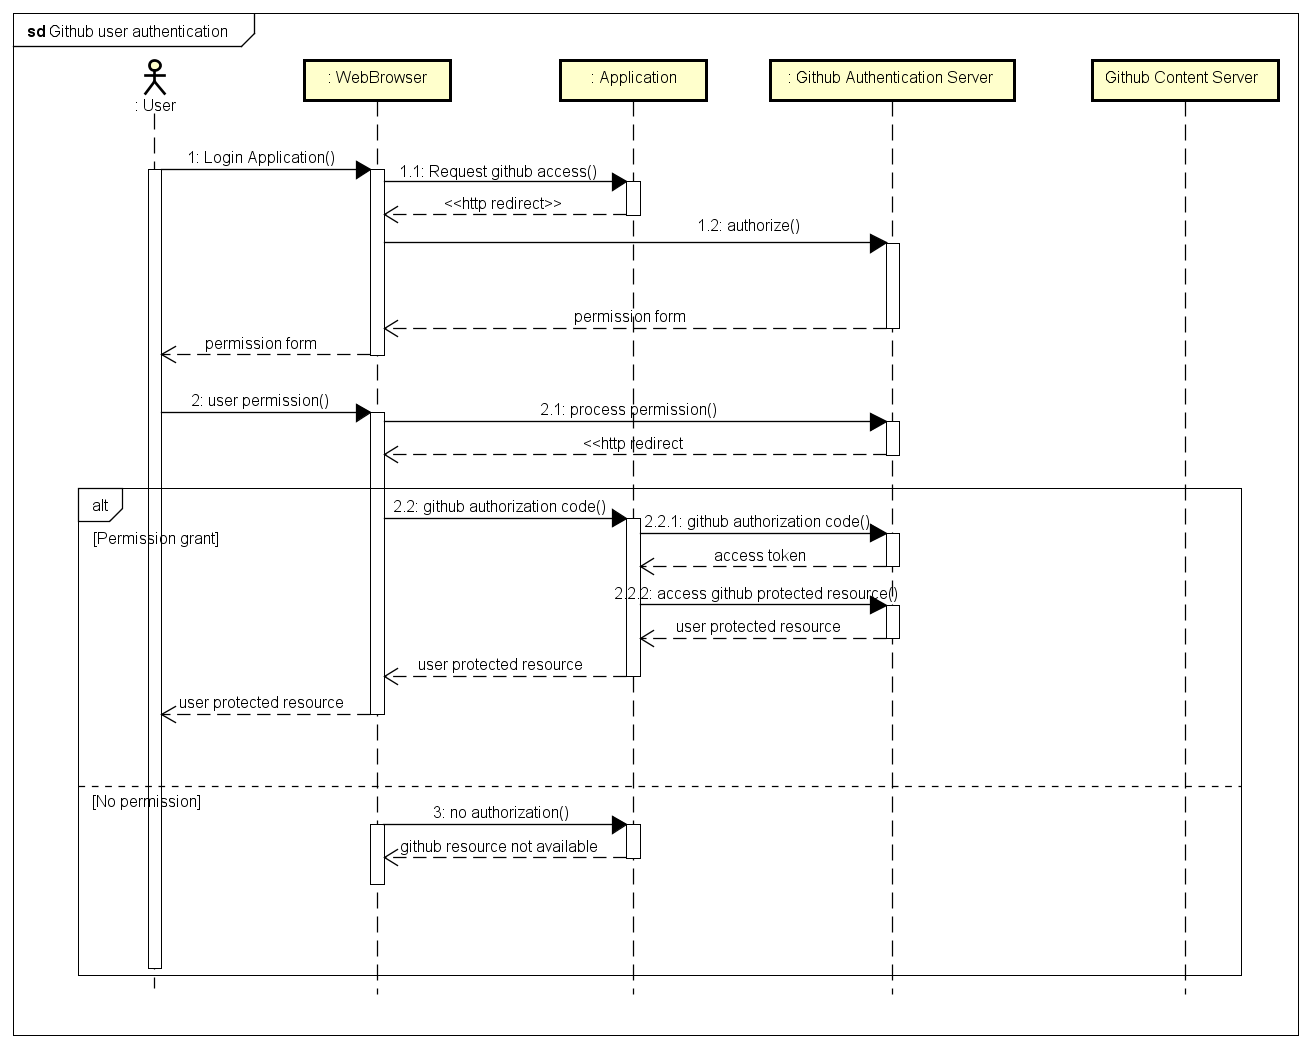 sd Github user authentication
: User
: WebBrowser
: Application
: Github Authentication Server
Github Content Server
1: Login Application()
1.1: Request github access()
<<http redirect>>
1.2: authorize()
permission form
permission form
2: user permission()
2.1: process permission()
<<http redirect
alt
2.2: github authorization code()
[Permission grant]
2.2.1: github authorization code()
access token
2.2.2: access github protected resource()
user protected resource
user protected resource
user protected resource
[No permission]
3: no authorization()
github resource not available